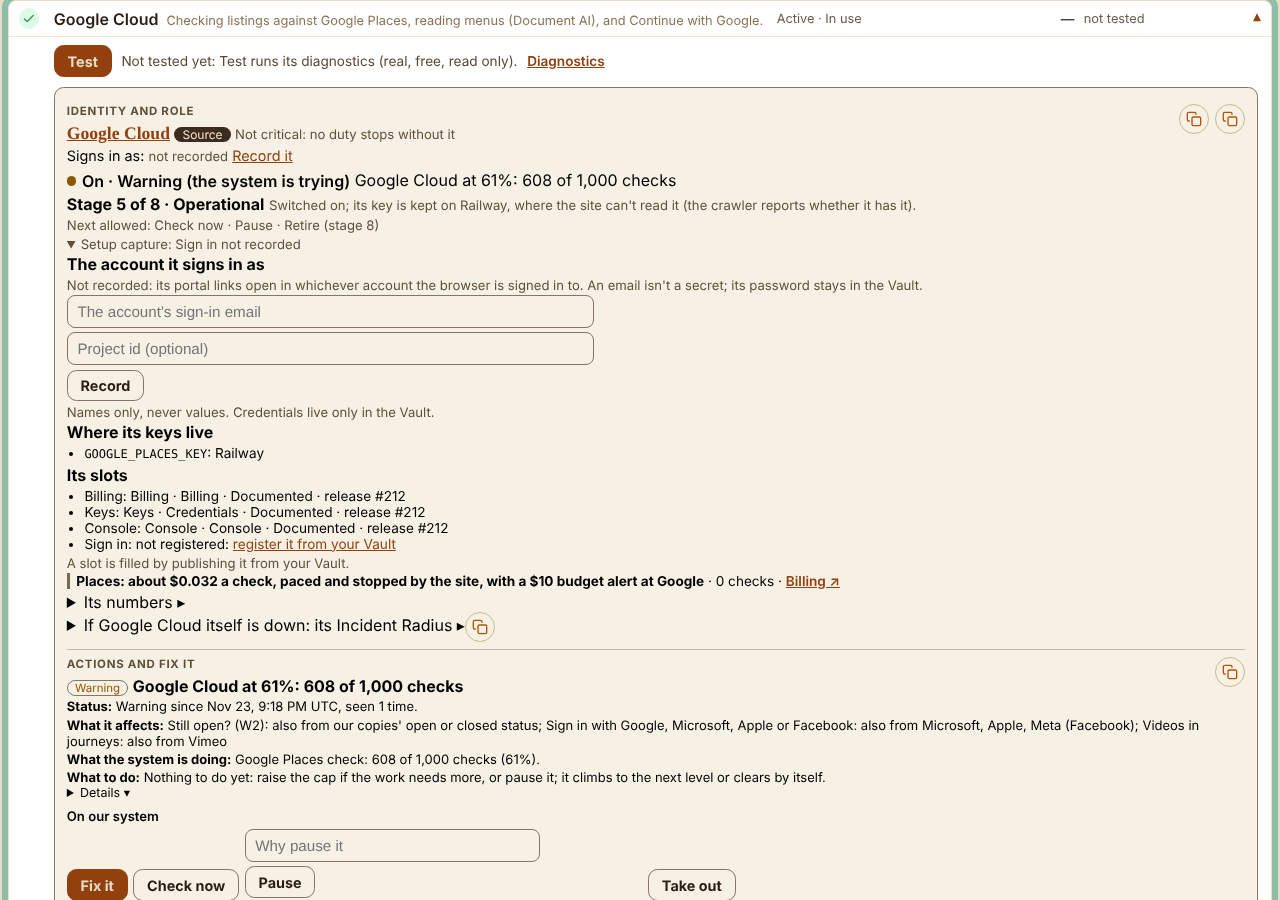 Google Cloud Checking listings against Google Places, reading menus (Document AI), and Continue with Google. Active · In use — not tested ▲
Test Not tested yet: Test runs its diagnostics (real, free, read only). Diagnostics
IDENTITY AND ROLE
Google Cloud Source Not critical: no duty stops without it
Signs in as: not recorded Record it
On · Warning (the system is trying) Google Cloud at 61%: 608 of 1,000 checks
Stage 5 of 8 · Operational Switched on; its key is kept on Railway, where the site can't read it (the crawler reports whether it has it).
Next allowed: Check now · Pause · Retire (stage 8)
▼ Setup capture: Sign in not recorded
The account it signs in as
Not recorded: its portal links open in whichever account the browser is signed in to. An email isn't a secret; its password stays in the Vault.
The account's sign-in email
Project id (optional)
Record
Names only, never values. Credentials live only in the Vault.
Where its keys live
• GOOGLE_PLACES_KEY: Railway
Its slots
• Billing: Billing · Billing · Documented · release #212
• Keys: Keys · Credentials · Documented · release #212
• Console: Console · Console · Documented · release #212
• Sign in: not registered: register it from your Vault
A slot is filled by publishing it from your Vault.
Places: about $0.032 a check, paced and stopped by the site, with a $10 budget alert at Google · 0 checks · Billing ↗
▶ Its numbers ▸
▶ If Google Cloud itself is down: its Incident Radius ▸
ACTIONS AND FIX IT
Warning Google Cloud at 61%: 608 of 1,000 checks
Status: Warning since Nov 23, 9:18 PM UTC, seen 1 time.
What it affects: Still open? (W2): also from our copies' open or closed status; Sign in with Google, Microsoft, Apple or Facebook: also from Microsoft, Apple, Meta (Facebook); Videos in
journeys: also from Vimeo
What the system is doing: Google Places check: 608 of 1,000 checks (61%).
What to do: Nothing to do yet: raise the cap if the work needs more, or pause it; it climbs to the next level or clears by itself.
▶ Details ▾
On our system
Why pause it
Fix it Check now Pause Take out